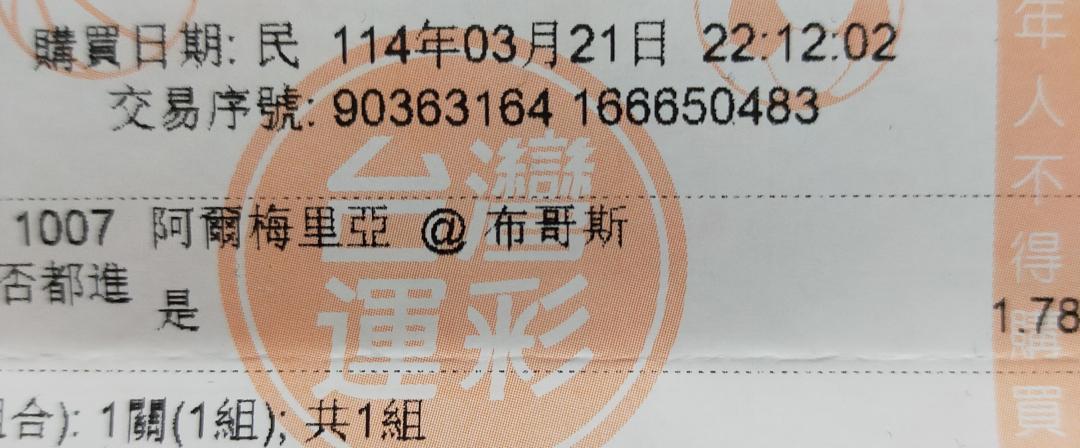 購買日期: 民 114年03月21日 22:12:02
交易序號: 90363164 166650483
台灣
運彩
1007 阿爾梅里亞 @ 布哥斯
否都進
是 1.78
組合): 1關(1組); 共1組
年人不得購買